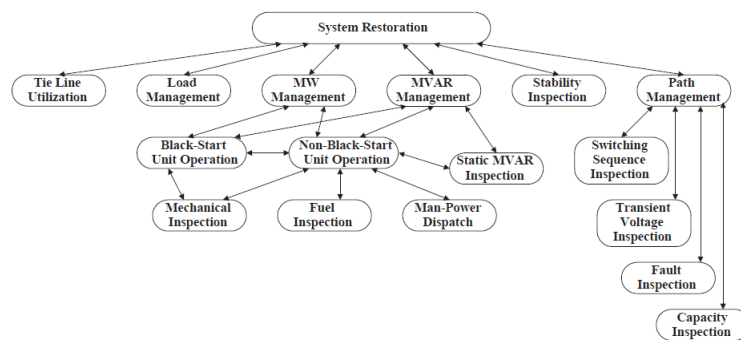 System Restoration
Tie Line
Utilization
Load
Management
MW
Management
MVAR
Management
Stability
Inspection
Path
Management
Black-Start
Unit Operation
Non-Black-Start
Unit Operation
Static MVAR
Inspection
Switching
Sequence
Inspection
Mechanical
Inspection
Fuel
Inspection
Man-Power
Dispatch
Transient
Voltage
Inspection
Fault
Inspection
Capacity
Inspection